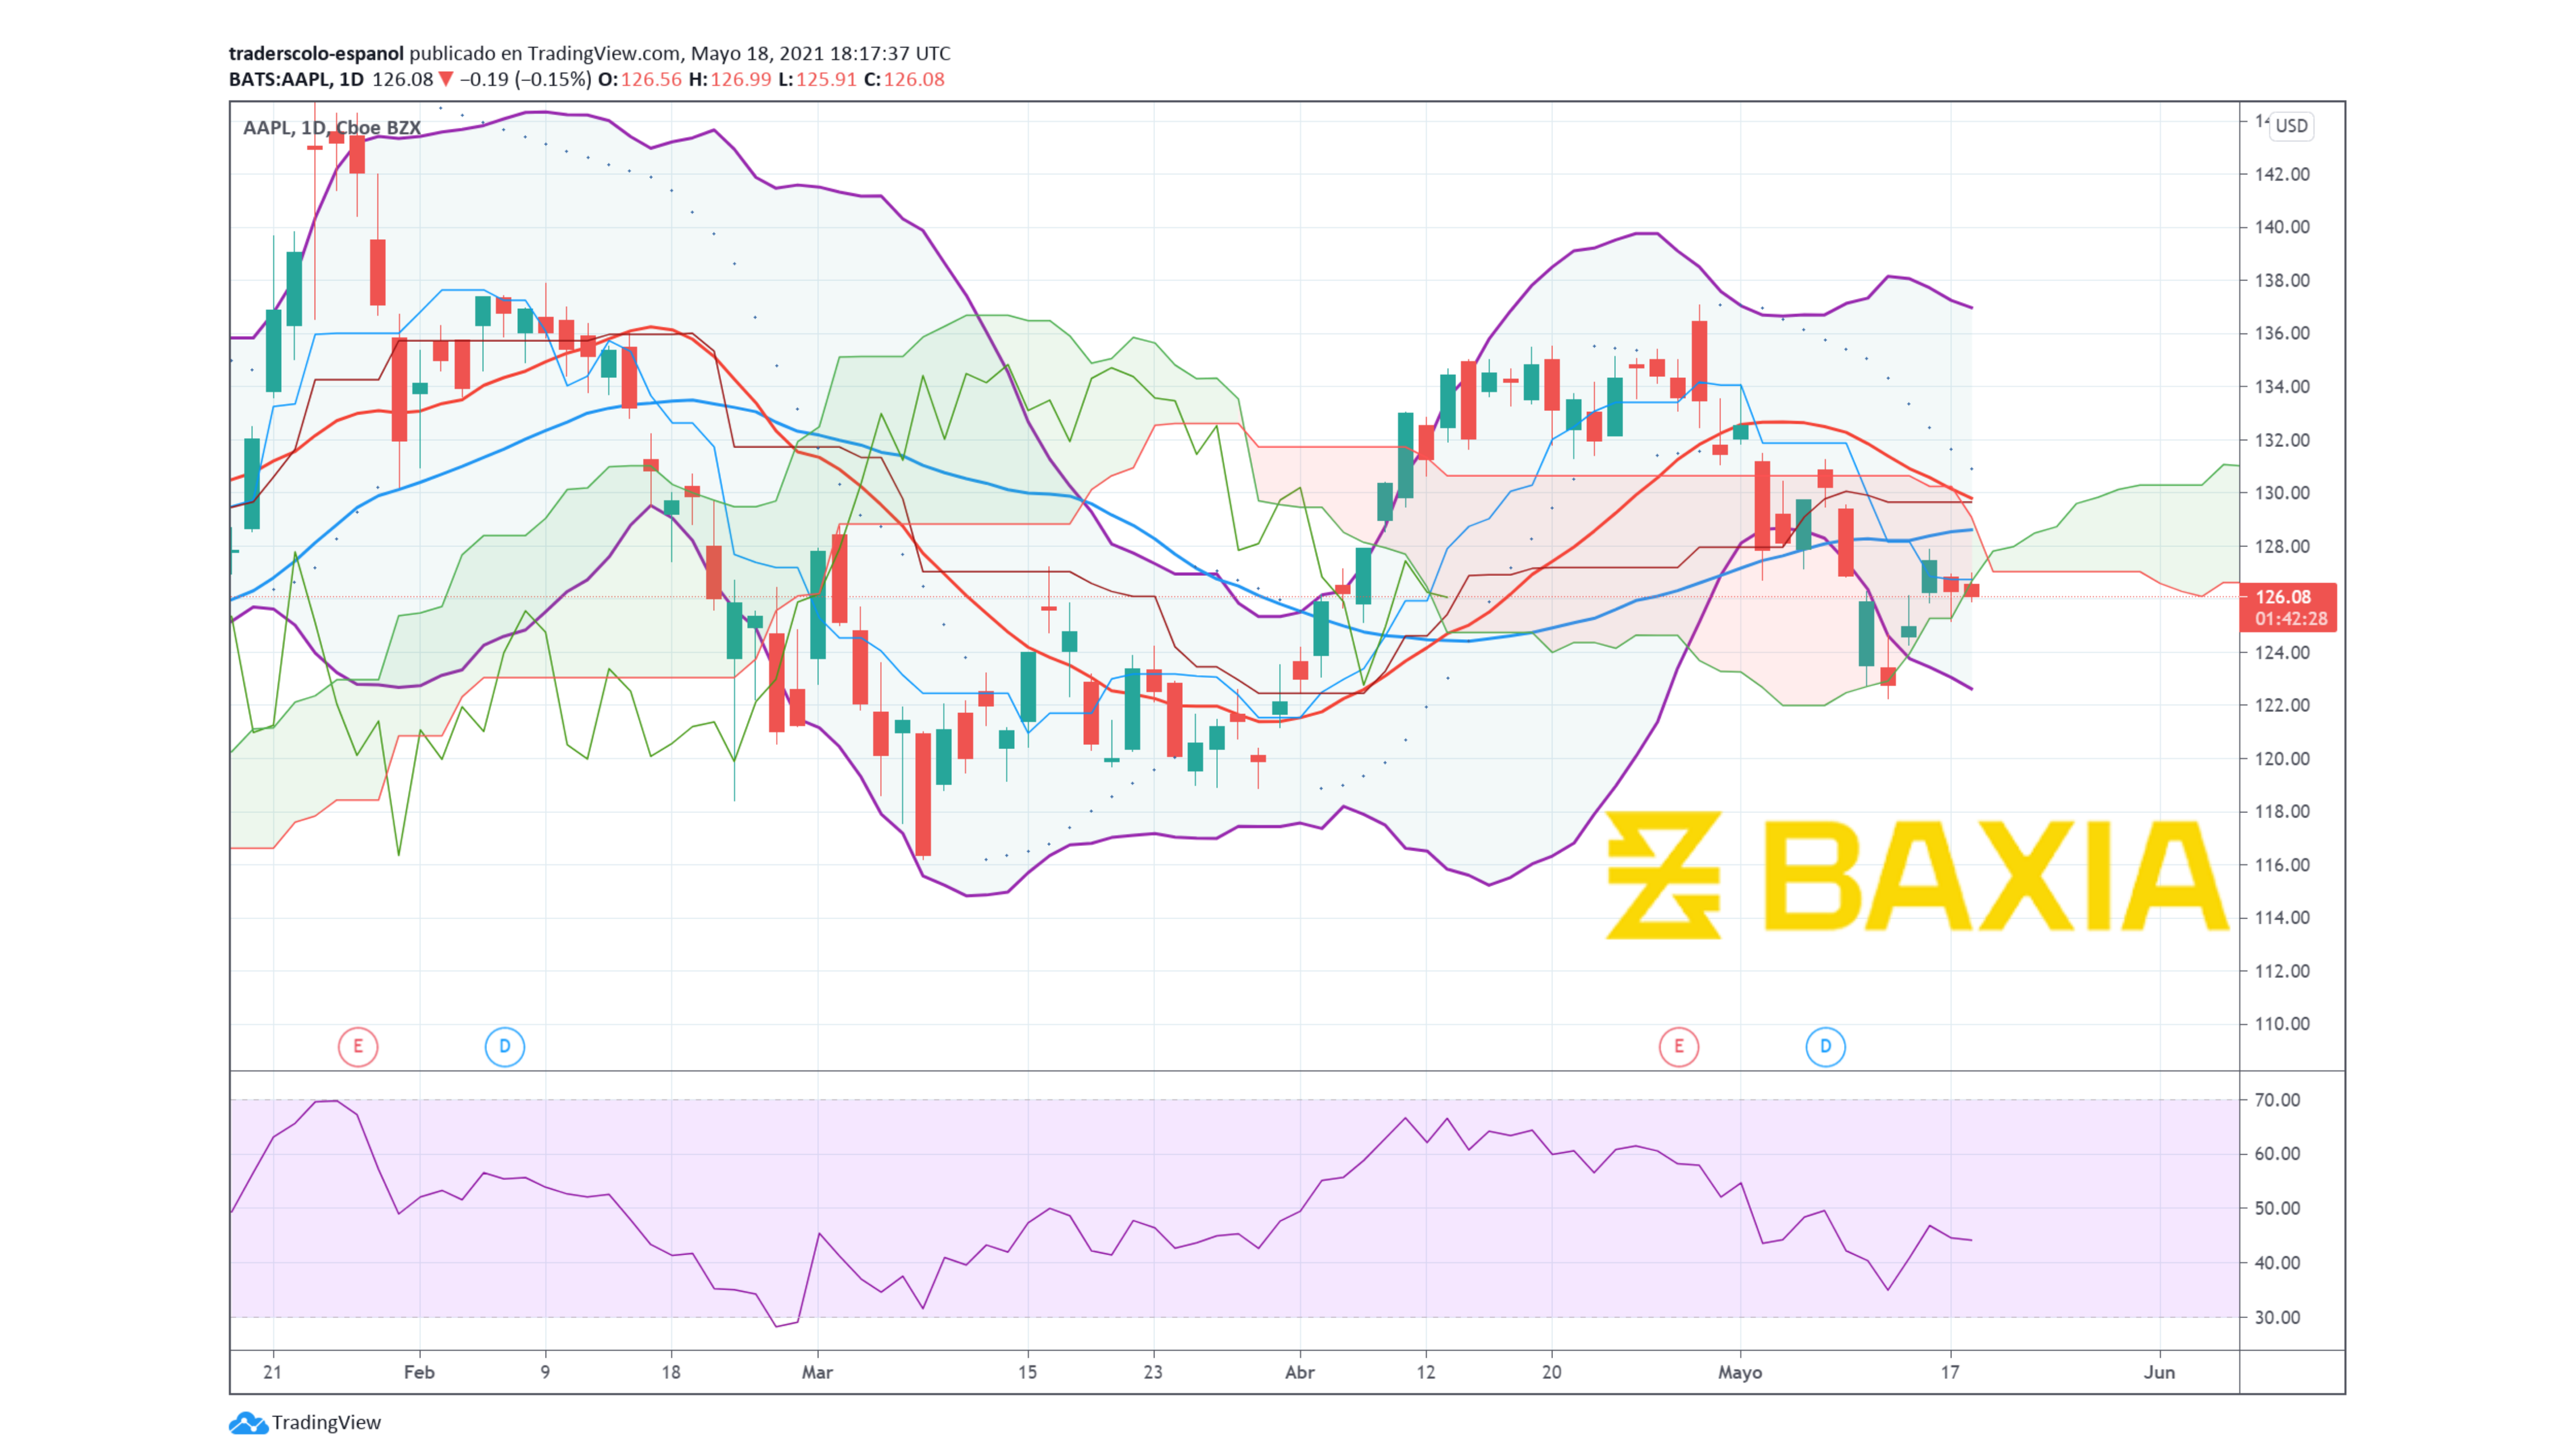 traderscolo-espanol publicado en TradingView.com, Mayo 18, 2021 18:17:37 UTC
BATS:AAPL, 1D 126.08 ▼ −0.19 (−0.15%) O:126.56 H:126.99 L:125.91 C:126.08
AAPL, 1D, Cboe BZX
USD
142.00
140.00
138.00
136.00
134.00
132.00
130.00
128.00
126.08
01:42:28
124.00
122.00
120.00
118.00
116.00
114.00
112.00
110.00
BAXIA
E D E D
70.00
60.00
50.00
40.00
30.00
21 Feb 9 18 Mar 15 23 Abr 12 20 Mayo 17 Jun
TradingView